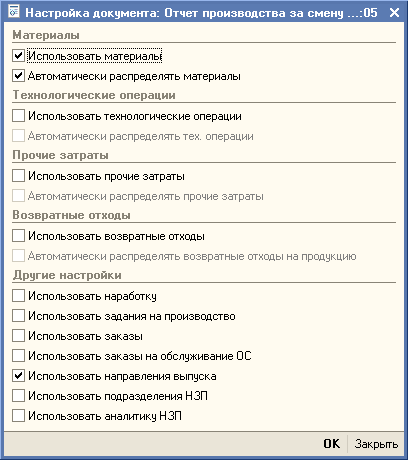 Настройка документа: Отчет производства за смену ...:05
Материалы
Использовать материалы
Автоматически распределять материалы
Технологические операции
Использовать технологические операции
Автоматически распределять тех. операции
Прочие затраты
Использовать прочие затраты
Автоматически распределять прочие затраты
Возвратные отходы
Использовать возвратные отходы
Автоматически распределять возвратные отходы на продукцию
Другие настройки
Использовать наработку
Использовать задания на производство
Использовать заказы
Использовать заказы на обслуживание ОС
Использовать направления выпуска
Использовать подразделения НЗП
Использовать аналитику НЗП
OK Закрыть